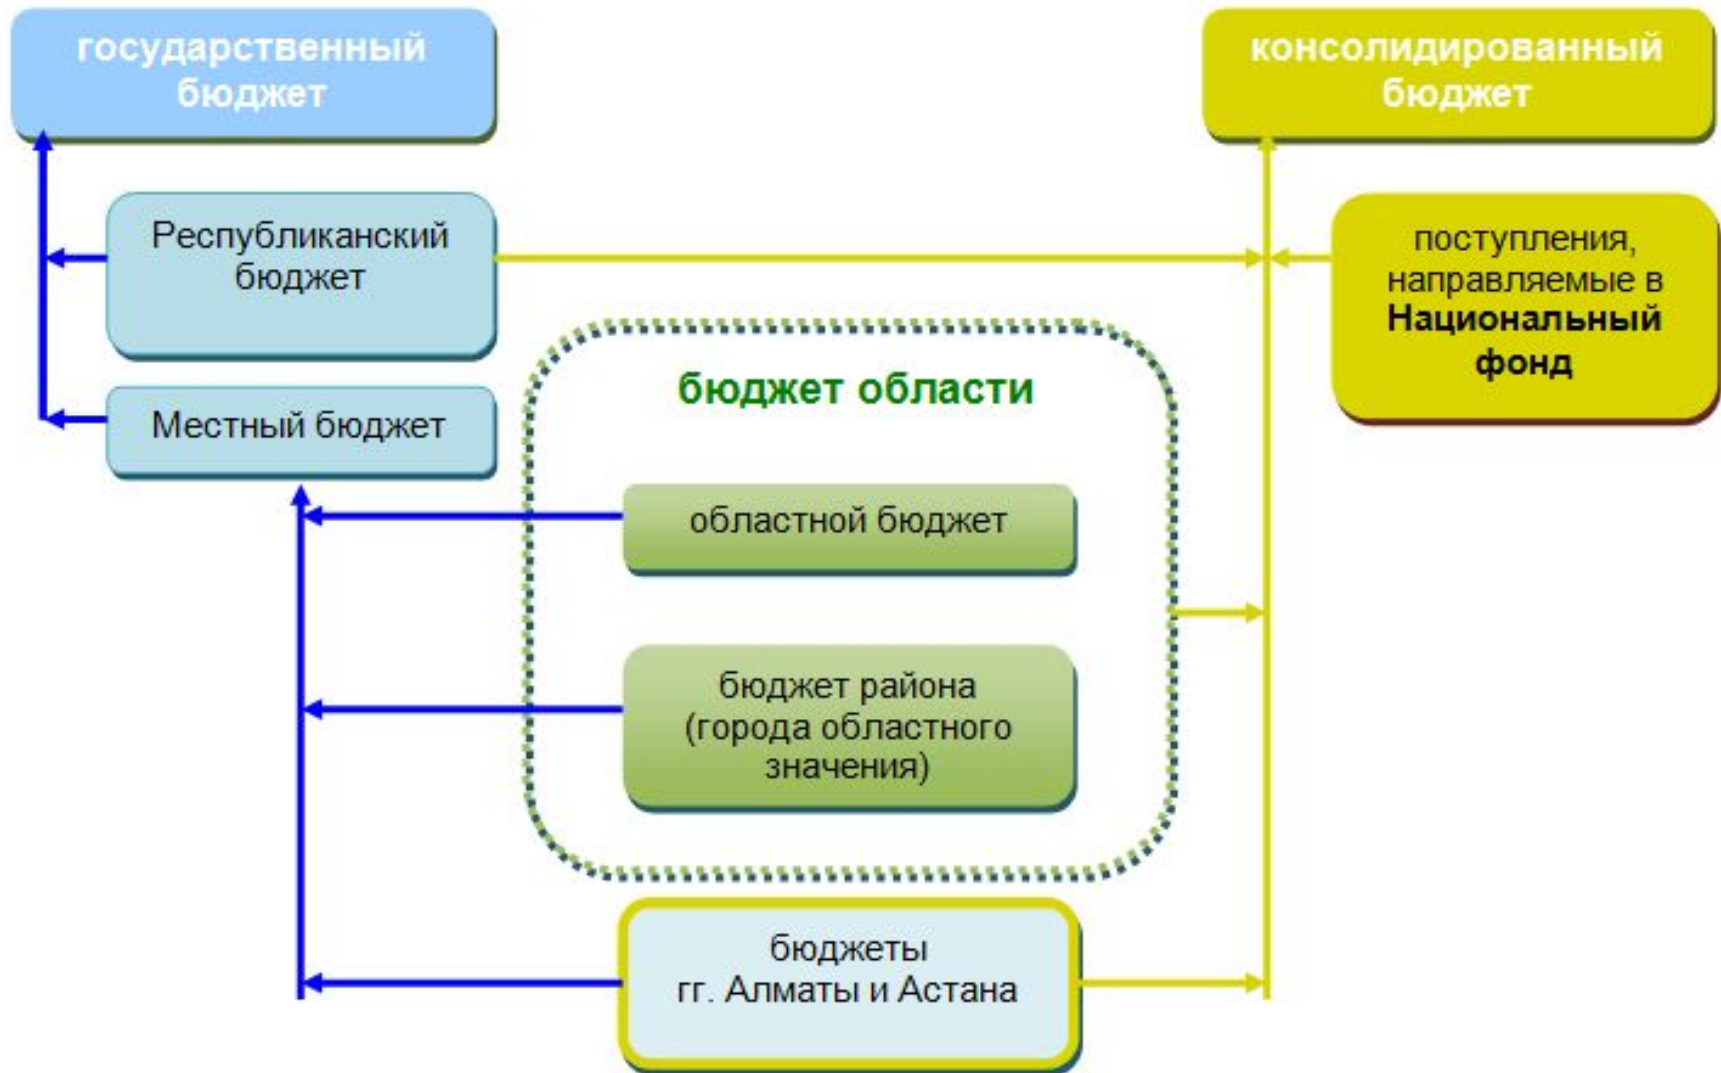 государственный
бюджет
консолидированный
бюджет
Республиканский
бюджет
поступления,
направляемые в
Национальный
фонд
бюджет области
Местный бюджет
областной бюджет
бюджет района
(города областного
значения)
бюджеты
гг. Алматы и Астана